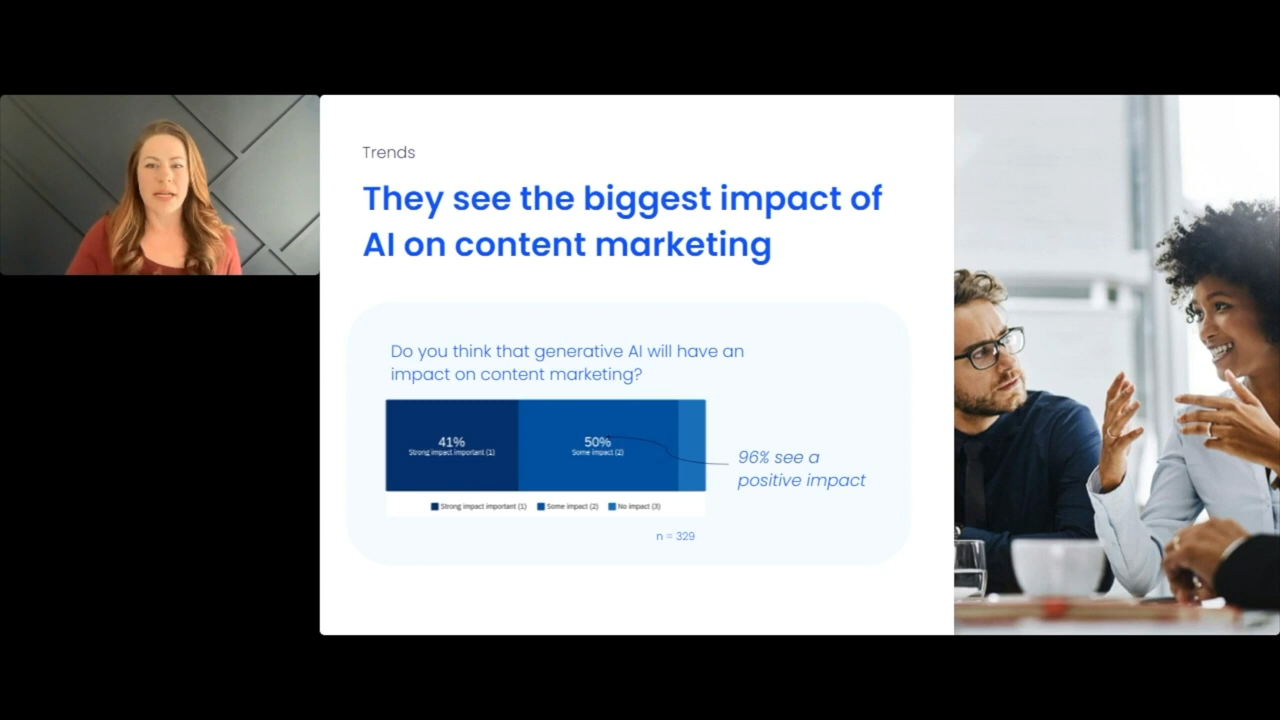 Trends
They see the biggest impact of
AI on content marketing
Do you think that generative AI will have an
impact on content marketing?
41%
Strong impact important (1)
50%
Some impact (2)
96% see a
positive impact
Strong impact important (1) Some impact (2) No impact (3)
n = 329